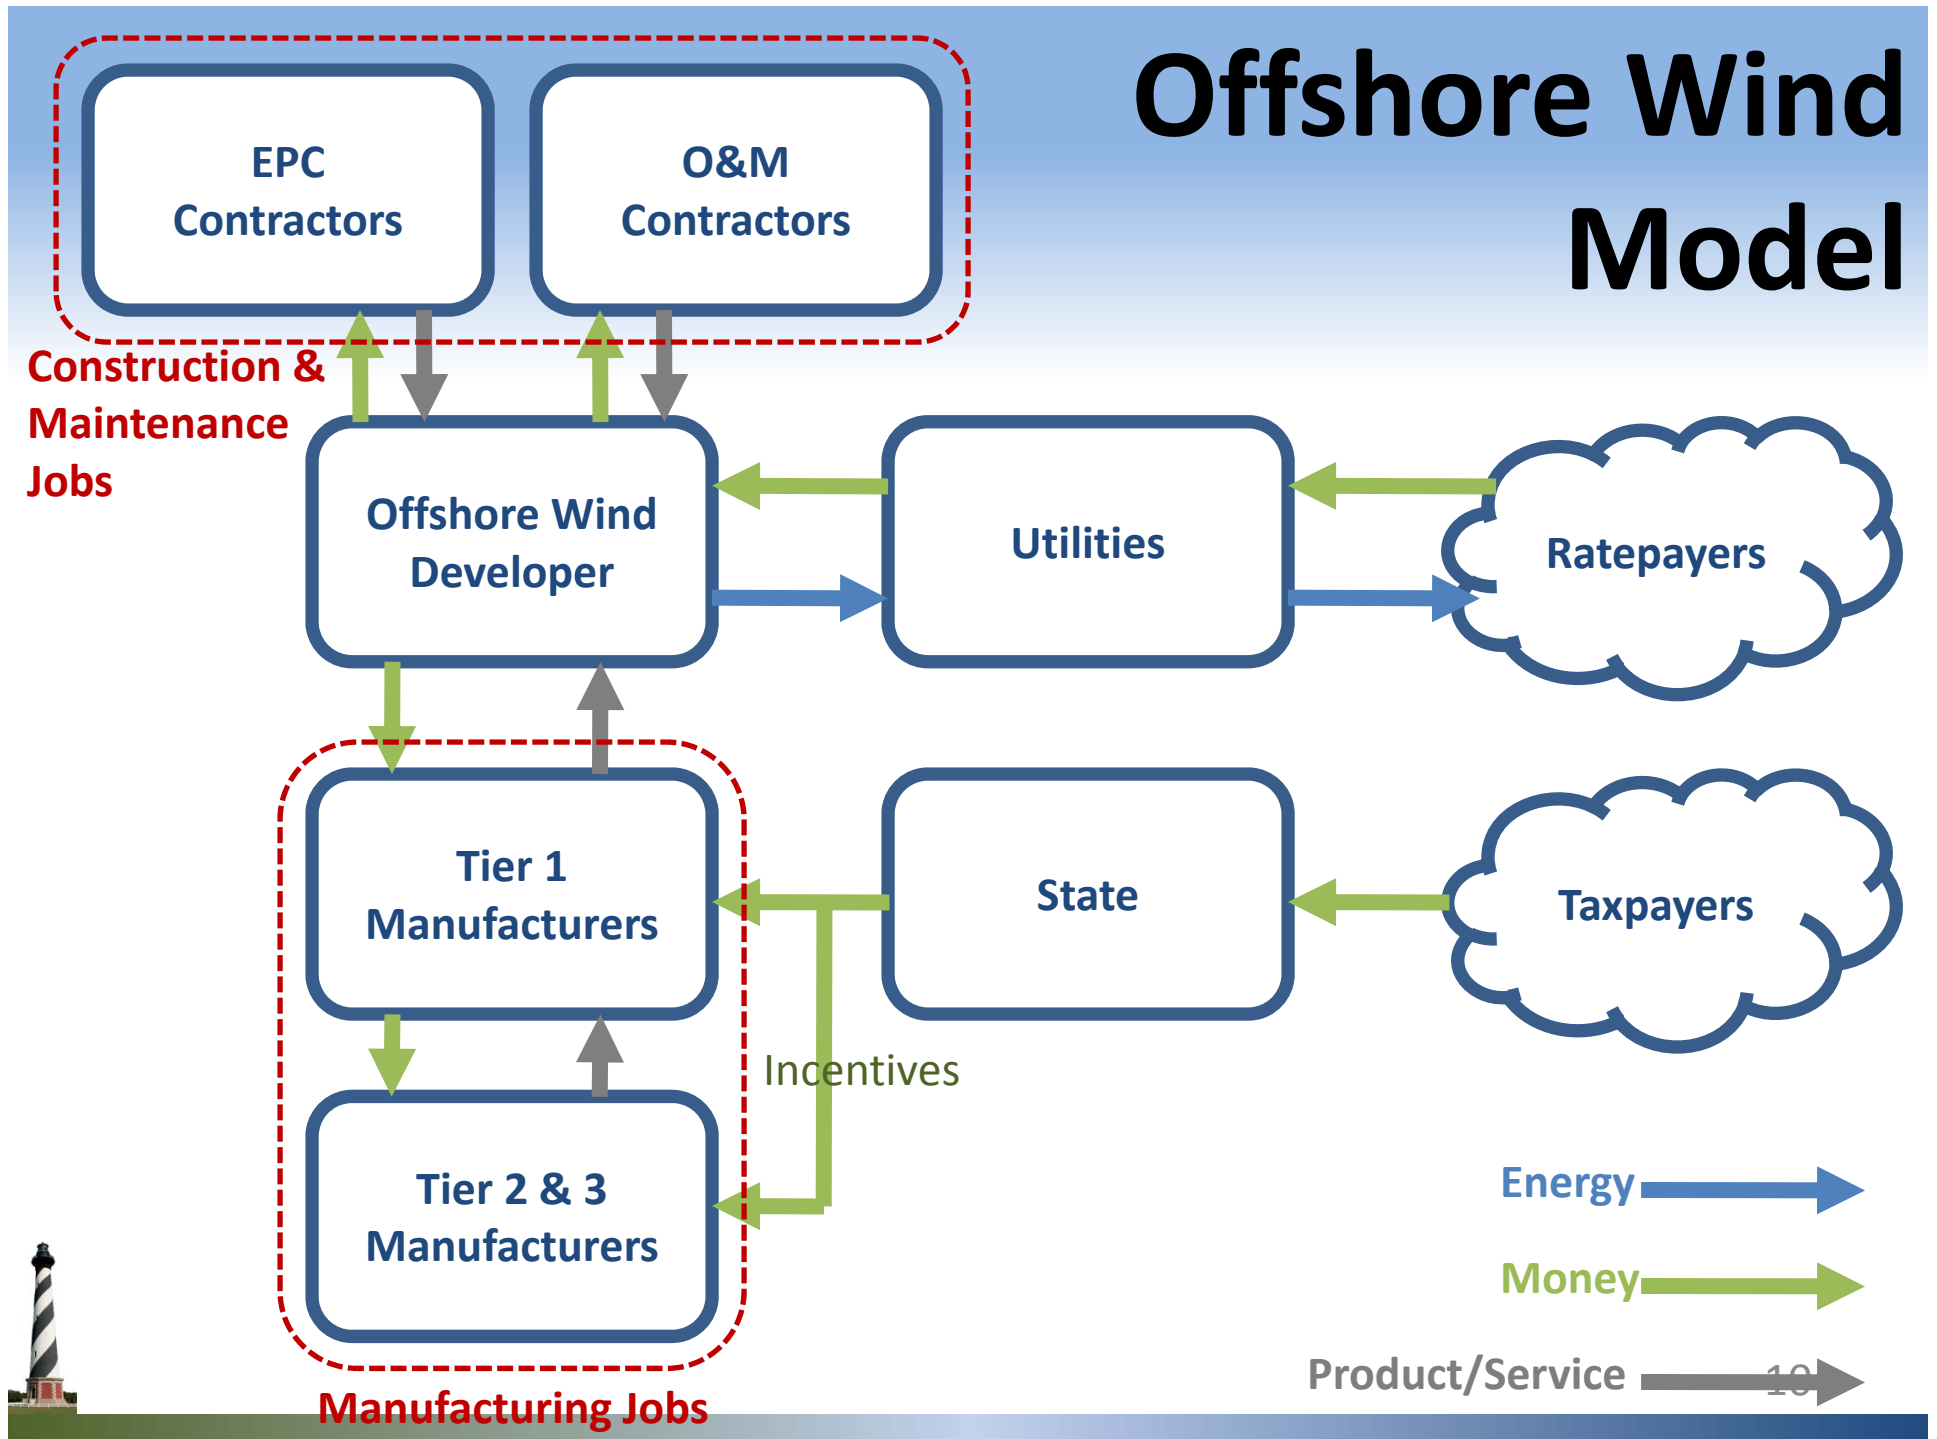 Offshore Wind
Model
EPC
Contractors
O&M
Contractors
Construction &
Maintenance
Jobs
Offshore Wind
Developer
Utilities
Ratepayers
Tier 1
Manufacturers
State
Taxpayers
Incentives
Tier 2 & 3
Manufacturers
Manufacturing Jobs
Energy
Money
Product/Service
10